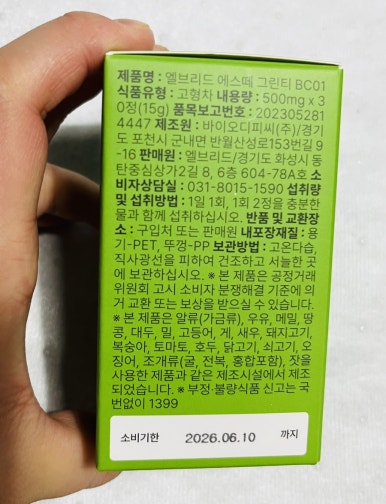 제품명 : 엘브리드 에스떼 그린티 BC01
식품유형 : 고형차 내용량 : 500mg x 3
0정(15g) 품목보고번호 : 202305281
4447 제조원 : 바이오디피씨(주)/경기
도 포천시 군내면 반월산성로153번길 9
-16 판매원 : 엘브리드/경기도 화성시 동
탄중심상가2길 8, 6층 604-78A호 소
비자상담실 : 031-8015-1590 섭취량
및 섭취방법 : 1일 1회, 1회 2정을 충분한
물과 함께 섭취하십시오. 반품 및 교환장
소 : 구입처 또는 판매원 내포장재질 : 용
기-PET, 뚜껑-PP 보관방법 : 고온다습,
직사광선을 피하여 건조하고 서늘한 곳
에 보관하십시오. ※ 본 제품은 공정거래
위원회 고시 소비자 분쟁해결 기준에 의
거 교환 또는 보상을 받으실 수 있습니다.
※ 본 제품은 알류(가금류), 우유, 메밀, 땅
콩, 대두, 밀, 고등어, 게, 새우, 돼지고기,
복숭아, 토마토, 호두, 닭고기, 쇠고기, 오
징어, 조개류(굴, 전복, 홍합포함), 잣을
사용한 제품과 같은 제조시설에서 제조
되었습니다. ※ 부정·불량식품 신고는 국
번없이 1399
소비기한 2026.06.10 까지